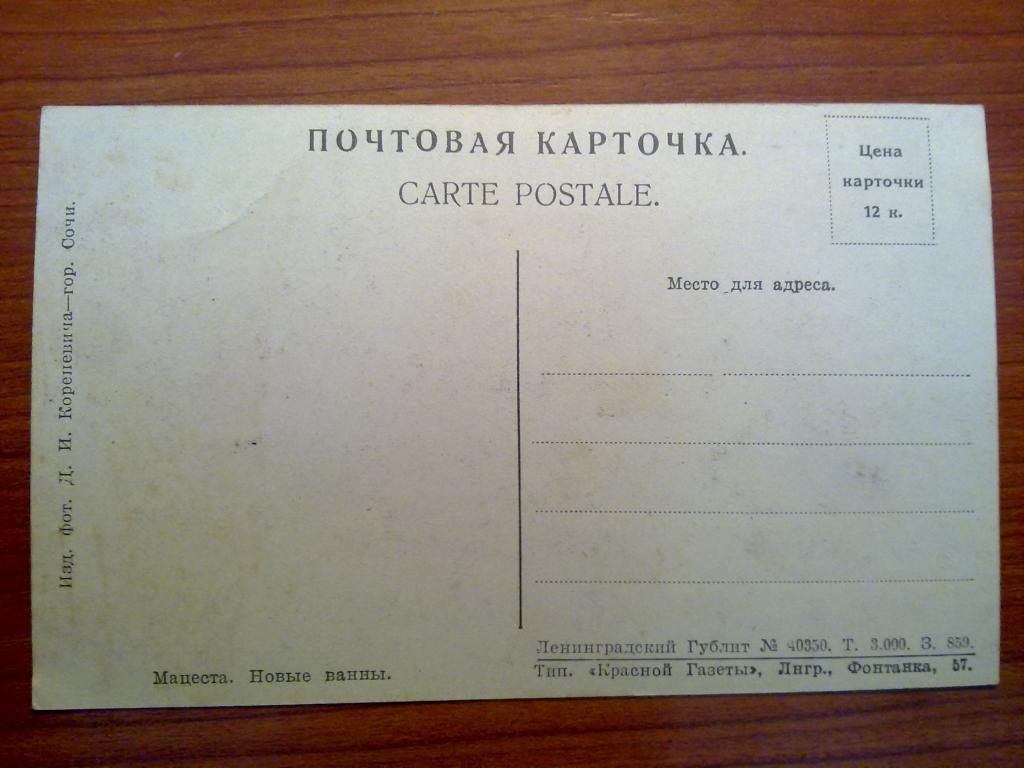 ПОЧТОВАЯ КАРТОЧКА.
CARTE POSTALE.
Цена
карточки
12 к.
Место для адреса.
Изд. фот. Д. И. Кореневича—гор. Сочи.
Мацеста. Новые ванны.
Ленинградский Гублит № 40350. Т. 3.000. З. 859.
Тип. «Красной Газеты», Лнгр., Фонтанка, 57.